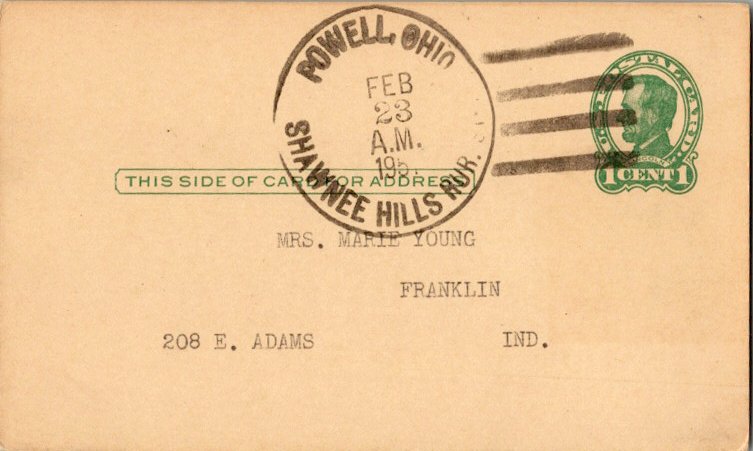 POWELL, OHIO
FEB
23
A.M.
195
SHAWNEE HILLS RUR.
THIS SIDE OF CARD FOR ADDRESS
1 CENT 1
MRS. MARIE YOUNG
FRANKLIN
208 E. ADAMS IND.